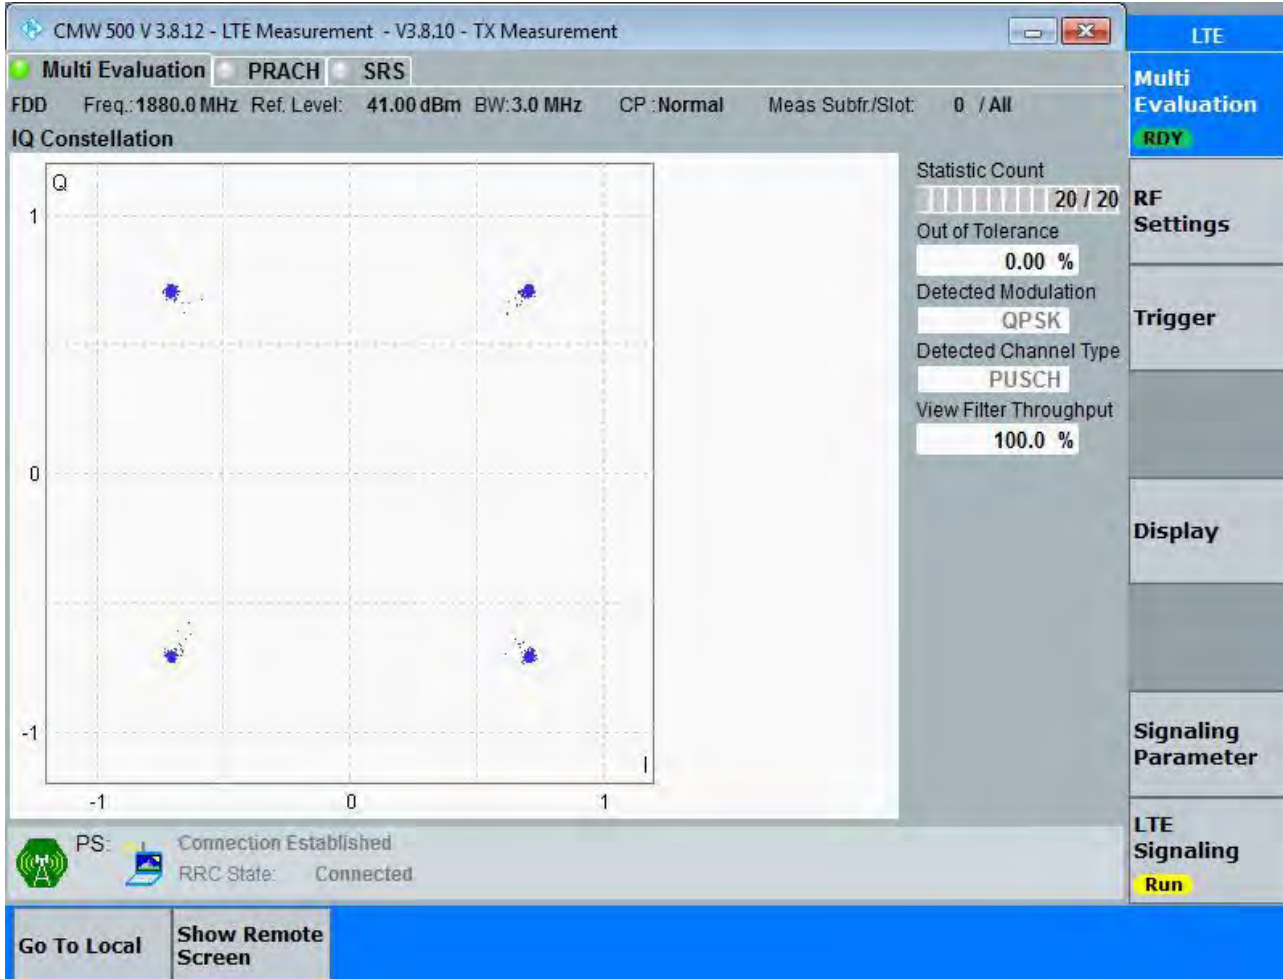 CMW 500 V 3.8.12 - LTE Measurement - V3.8.10 - TX Measurement
LTE
Multi Evaluation PRACH SRS
FDD Freq.:1880.0 MHz Ref. Level: 41.00 dBm BW:3.0 MHz CP :Normal Meas Subfr./Slot: 0 / All
IQ Constellation
Multi
Evaluation
RDY
Q
1
0
-1
I
-1 0 1
Statistic Count
20 / 20
Out of Tolerance
0.00 %
Detected Modulation
QPSK
Detected Channel Type
PUSCH
View Filter Throughput
100.0 %
RF
Settings
Trigger
Display
Signaling
Parameter
LTE
Signaling
Run
PS: Connection Established
RRC State: Connected
Go To Local
Show Remote
Screen